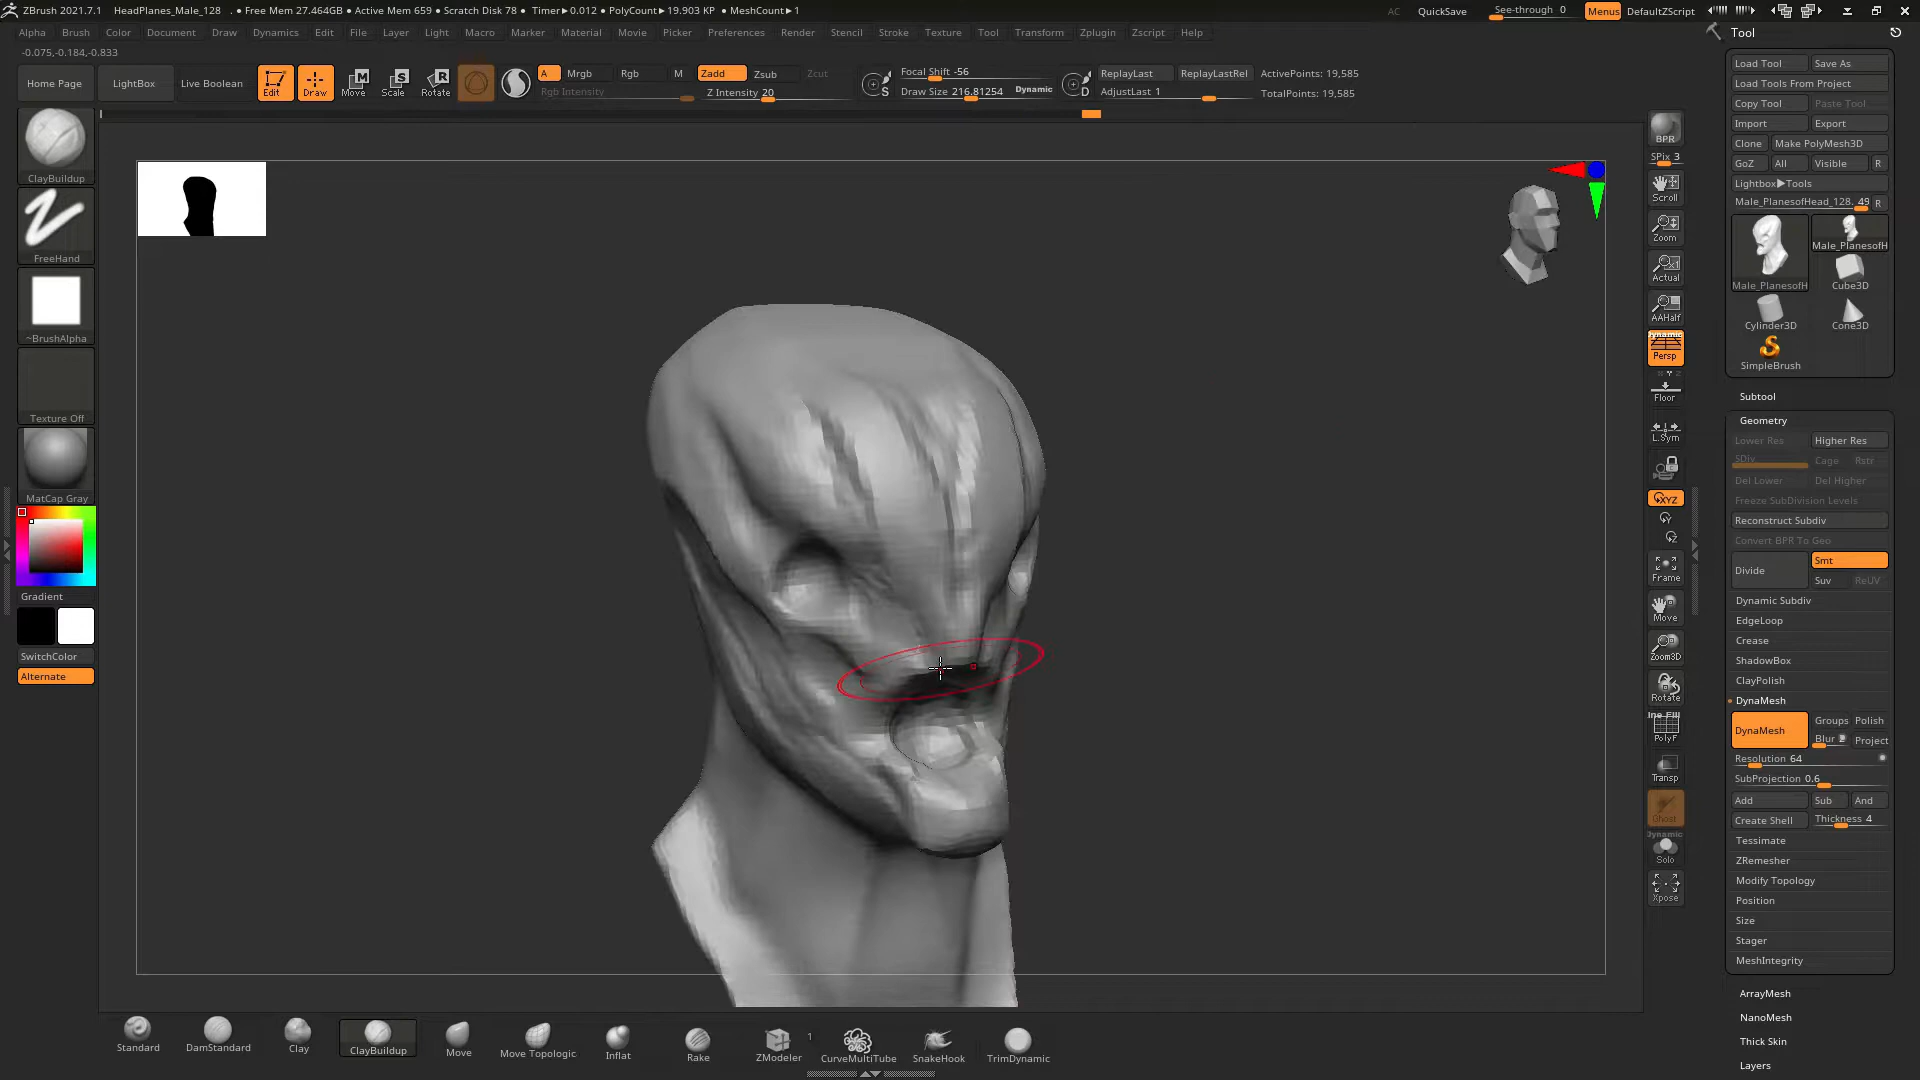 ZBrush 2021.7.1 HeadPlanes_Male_128 . • Free Mem 27.464GB • Active Mem 659 • Scratch Disk 78 • Timer▶0.012 • PolyCount▶19.903 KP • MeshCount▶1 AC QuickSave See-through 0 Menus DefaultZScript
Alpha Brush Color Document Draw Dynamics Edit File Layer Light Macro Marker Material Movie Picker Preferences Render Stencil Stroke Texture Tool Transform Zplugin Zscript Help
-0.075,-0.184,-0.833
Home Page LightBox Live Boolean Edit Draw Move Scale Rotate
A Mrgb Rgb M Zadd Zsub Zcut
Rgb Intensity Z Intensity 20
S Focal Shift -56
Draw Size 216.81254 Dynamic D
ReplayLast ReplayLastRel ActivePoints: 19,585
AdjustLast 1 TotalPoints: 19,585
ClayBuildup
FreeHand
~BrushAlpha
Texture Off
MatCap Gray
Gradient
SwitchColor
Alternate
BPR
SPix 3
Scroll
Zoom
Actual
AAHalf
Dynamic
Persp
Floor
L.Sym
XYZ
Y
Z
Frame
Move
Zoom3D
Rotate
Line Fill
PolyF
Transp
Ghost
Dynamic
Solo
Xpose
Tool
Load Tool Save As
Load Tools From Project
Copy Tool Paste Tool
Import Export
Clone Make PolyMesh3D
GoZ All Visible R
Lightbox▶Tools
Male_PlanesofHead_128. 49 R
Male_PlanesofH
Male_PlanesofH Cube3D
Cylinder3D Cone3D
SimpleBrush
Subtool
Geometry
Lower Res Higher Res
SDiv Cage Rstr
Del Lower Del Higher
Freeze SubDivision Levels
Reconstruct Subdiv
Convert BPR To Geo
Divide Smt
Suv ReUV
Dynamic Subdiv
EdgeLoop
Crease
ShadowBox
ClayPolish
DynaMesh
DynaMesh Groups Polish
Blur 2 Project
Resolution 64
SubProjection 0.6
Add Sub And
Create Shell Thickness 4
Tessimate
ZRemesher
Modify Topology
Position
Size
Stager
MeshIntegrity
ArrayMesh
NanoMesh
Thick Skin
Layers
Standard DamStandard Clay ClayBuildup Move Move Topologic Inflat Rake ZModeler 1 CurveMultiTube SnakeHook TrimDynamic